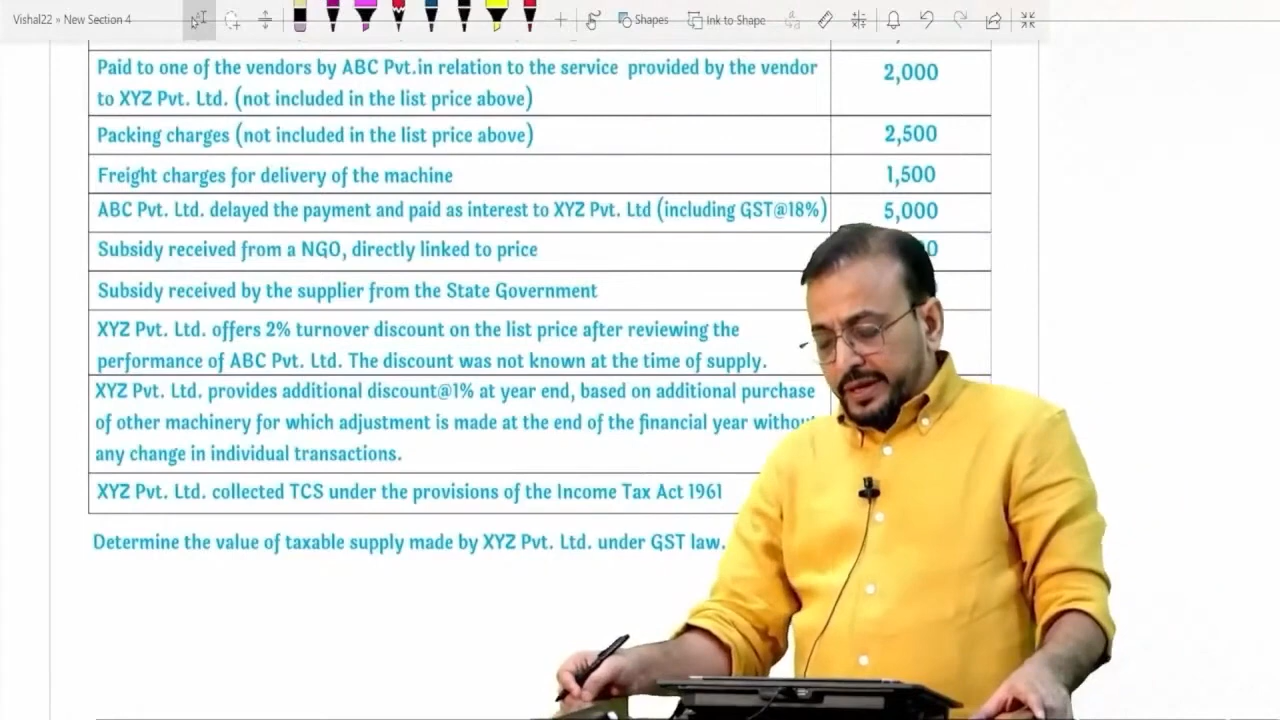 Vishal22 » New Section 4
Shapes
Ink to Shape
Paid to one of the vendors by ABC Pvt.in relation to the service provided by the vendor
to XYZ Pvt. Ltd. (not included in the list price above)
2,000
Packing charges (not included in the list price above)
2,500
Freight charges for delivery of the machine
1,500
ABC Pvt. Ltd. delayed the payment and paid as interest to XYZ Pvt. Ltd (including GST@18%)
5,000
Subsidy received from a NGO, directly linked to price
Subsidy received by the supplier from the State Government
XYZ Pvt. Ltd. offers 2% turnover discount on the list price after reviewing the
performance of ABC Pvt. Ltd. The discount was not known at the time of supply.
XYZ Pvt. Ltd. provides additional discount@1% at year end, based on additional purchase
of other machinery for which adjustment is made at the end of the financial year without
any change in individual transactions.
XYZ Pvt. Ltd. collected TCS under the provisions of the Income Tax Act 1961
Determine the value of taxable supply made by XYZ Pvt. Ltd. under GST law.